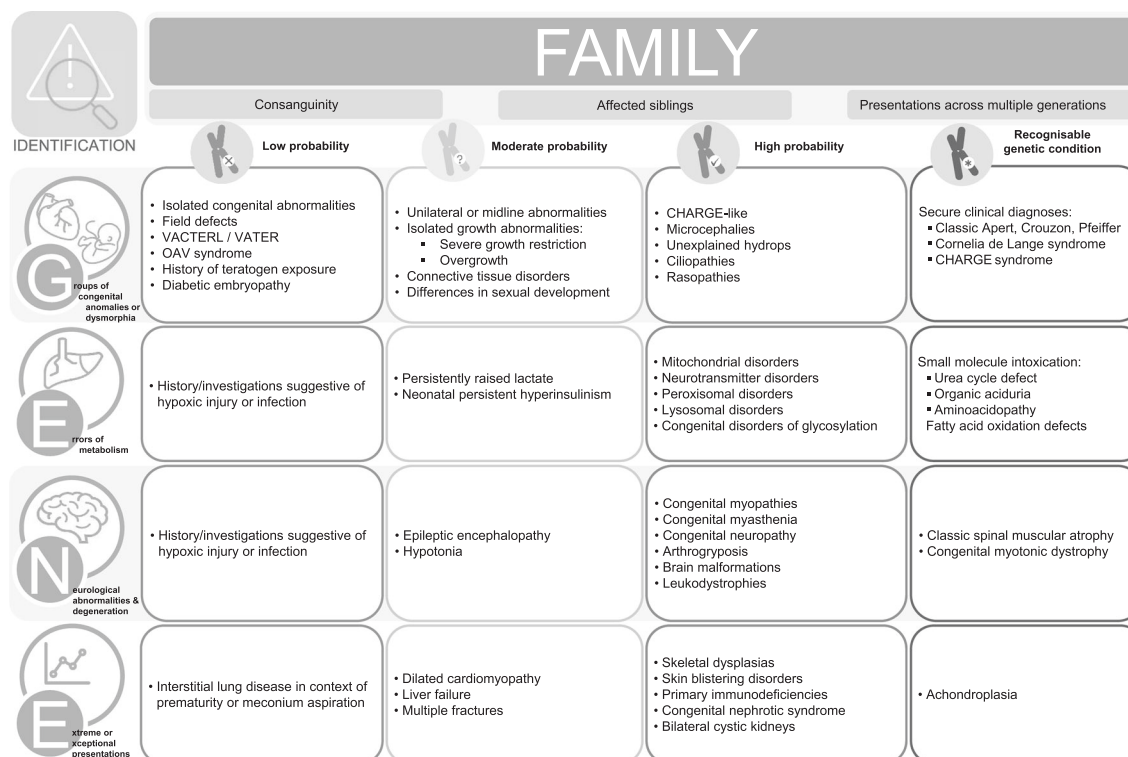 FAMILY
Consanguinity
Affected siblings
Presentations across multiple generations
IDENTIFICATION
Low probability
Moderate probability
High probability
Recognisable
genetic condition
Groups of
congenital
anomalies or
dysmorphia
• Isolated congenital abnormalities
• Field defects
• VACTERL / VATER
• OAV syndrome
• History of teratogen exposure
• Diabetic embryopathy
• Unilateral or midline abnormalities
• Isolated growth abnormalities:
▪ Severe growth restriction
▪ Overgrowth
• Connective tissue disorders
• Differences in sexual development
• CHARGE-like
• Microcephalies
• Unexplained hydrops
• Ciliopathies
• Rasopathies
Secure clinical diagnoses:
▪ Classic Apert, Crouzon, Pfeiffer
▪ Cornelia de Lange syndrome
▪ CHARGE syndrome
Errors of
metabolism
• History/investigations suggestive of
hypoxic injury or infection
• Persistently raised lactate
• Neonatal persistent hyperinsulinism
• Mitochondrial disorders
• Neurotransmitter disorders
• Peroxisomal disorders
• Lysosomal disorders
• Congenital disorders of glycosylation
Small molecule intoxication:
▪ Urea cycle defect
▪ Organic aciduria
▪ Aminoacidopathy
Fatty acid oxidation defects
Neurological
abnormalities &
degeneration
• History/investigations suggestive of
hypoxic injury or infection
• Epileptic encephalopathy
• Hypotonia
• Congenital myopathies
• Congenital myasthenia
• Congenital neuropathy
• Arthrogryposis
• Brain malformations
• Leukodystrophies
• Classic spinal muscular atrophy
• Congenital myotonic dystrophy
Extreme or
xceptional
presentations
• Interstitial lung disease in context of
prematurity or meconium aspiration
• Dilated cardiomyopathy
• Liver failure
• Multiple fractures
• Skeletal dysplasias
• Skin blistering disorders
• Primary immunodeficiencies
• Congenital nephrotic syndrome
• Bilateral cystic kidneys
• Achondroplasia